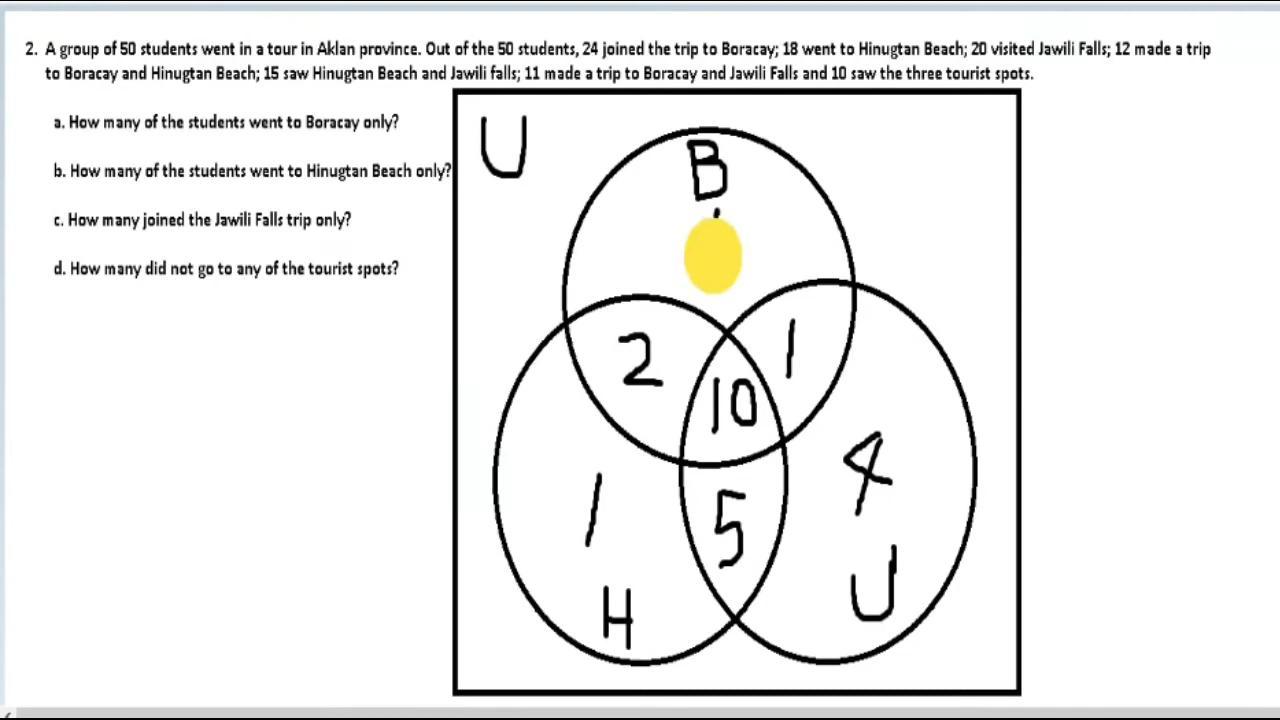 2. A group of 50 students went in a tour in Aklan province. Out of the 50 students, 24 joined the trip to Boracay; 18 went to Hinugtan Beach; 20 visited Jawili Falls; 12 made a trip
to Boracay and Hinugtan Beach; 15 saw Hinugtan Beach and Jawili falls; 11 made a trip to Boracay and Jawili Falls and 10 saw the three tourist spots.
a. How many of the students went to Boracay only?
b. How many of the students went to Hinugtan Beach only?
c. How many joined the Jawili Falls trip only?
d. How many did not go to any of the tourist spots?
U
B
2
1
10
4
1
5
H
U